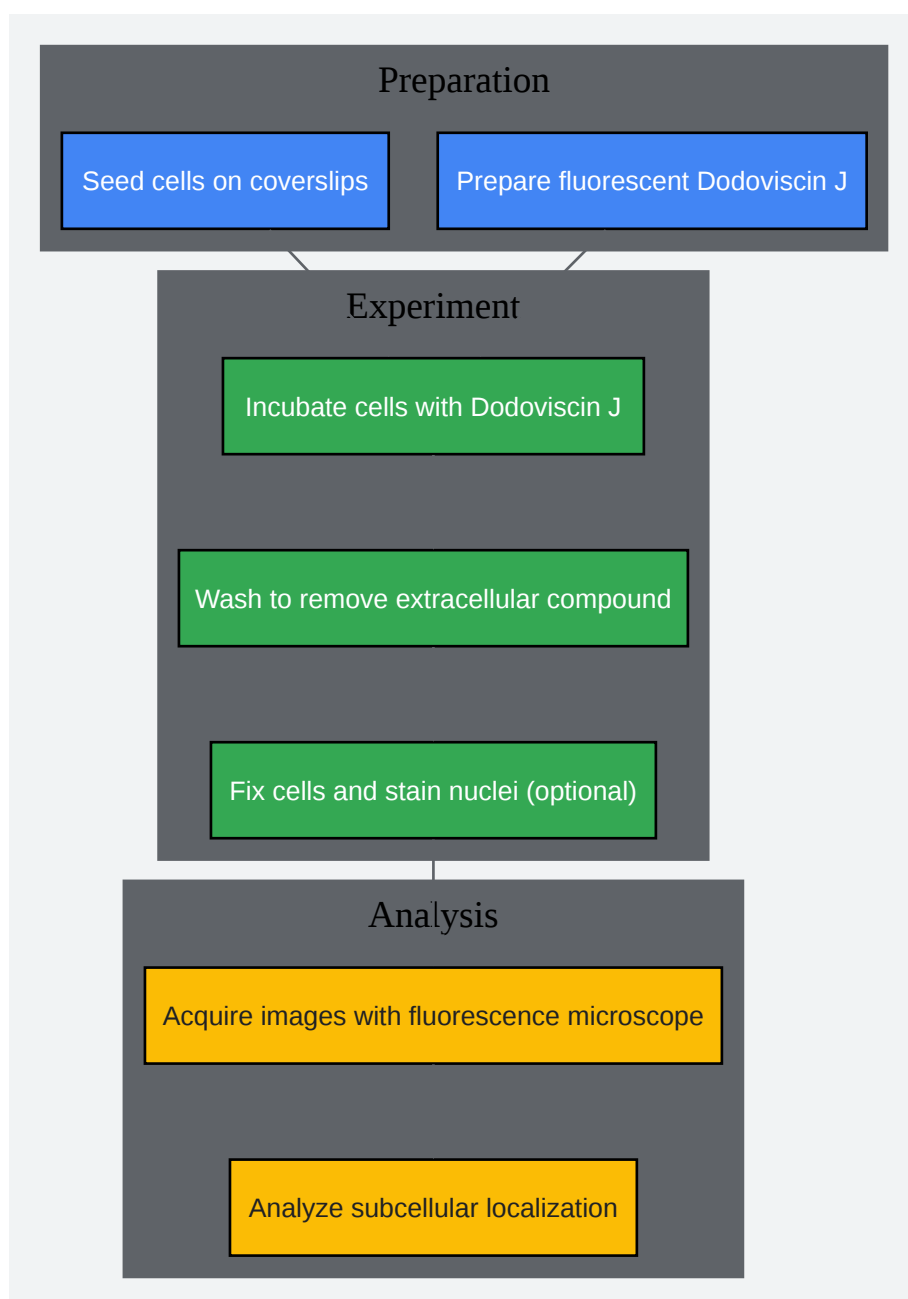 Preparation
Seed cells on coverslips
Prepare fluorescent Dodoviscin J
Experiment
Incubate cells with Dodoviscin J
Wash to remove extracellular compound
Fix cells and stain nuclei (optional)
Analysis
Acquire images with fluorescence microscope
Analyze subcellular localization